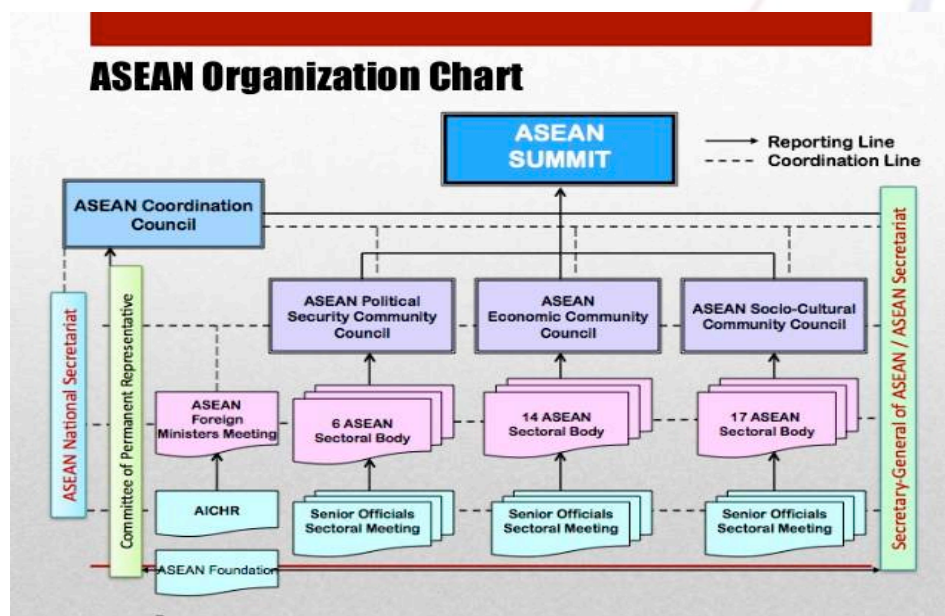 ASEAN Organization Chart
ASEAN
SUMMIT
Reporting Line
Coordination Line
ASEAN Coordination
Council
ASEAN National Secretariat
Committee of Permanent Representative
Secretary-General of ASEAN / ASEAN Secretariat
ASEAN Political
Security Community
Council
ASEAN
Economic Community
Council
ASEAN Socio-Cultural
Community Council
ASEAN
Foreign
Ministers Meeting
6 ASEAN
Sectoral Body
14 ASEAN
Sectoral Body
17 ASEAN
Sectoral Body
AICHR
Senior Officials
Sectoral Meeting
Senior Officials
Sectoral Meeting
Senior Officials
Sectoral Meeting
ASEAN Foundation